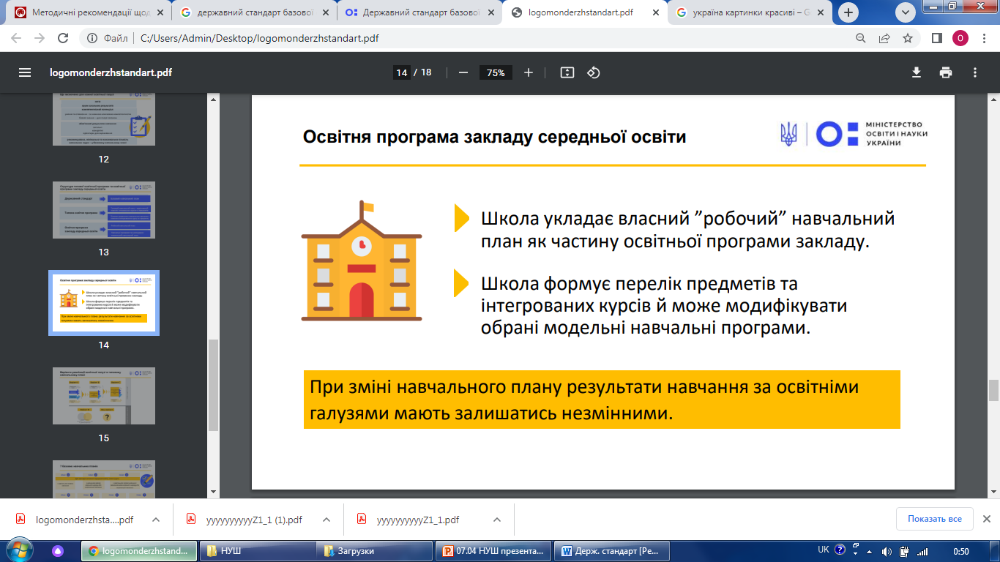 Методичні рекомендації щод
державний стандарт базової
Державний стандарт базової
logomonderzhstandart.pdf
україна картинки красиві – G
Файл
C:/Users/Admin/Desktop/logomonderzhstandart.pdf
O
logomonderzhstandart.pdf
14 / 18
75%
12
13
14
15
Освітня програма закладу середньої освіти
МІНІСТЕРСТВО
ОСВІТИ І НАУКИ
УКРАЇНИ
Школа укладає власний ”робочий” навчальний
план як частину освітньої програми закладу.
Школа формує перелік предметів та
інтегрованих курсів й може модифікувати
обрані модельні навчальні програми.
При зміні навчального плану результати навчання за освітніми
галузями мають залишатись незмінними.
logomonderzhsta....pdf
yyyyyyyyyyZ1_1 (1).pdf
yyyyyyyyyyZ1_1.pdf
Показать все
logomonderzhstand...
НУШ
Загрузки
07.04 НУШ презента...
Держ. стандарт [Ре...
UK
0:50